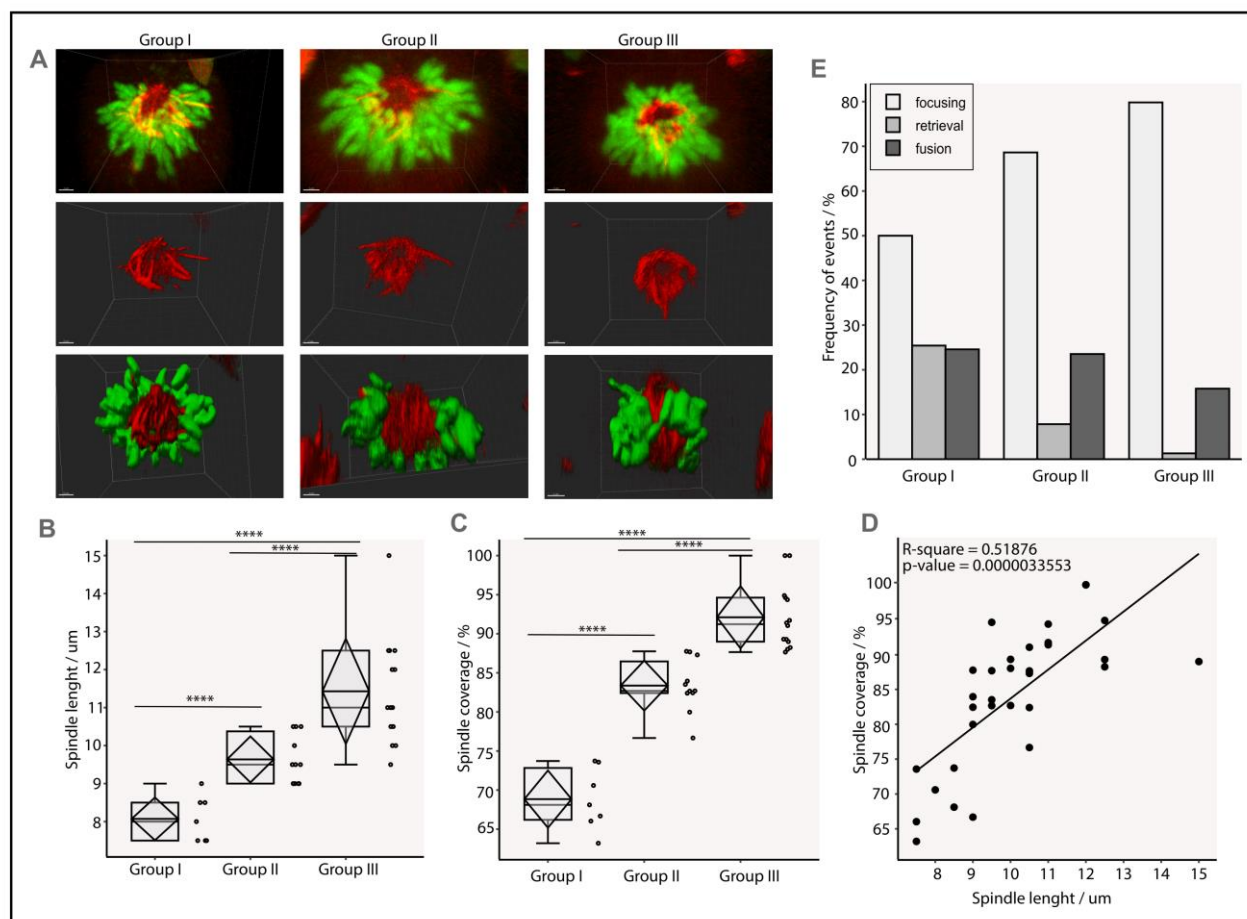 Group I
Group II
Group III
A
B
****
****
****
Spindle lenght / um
15
13
12
11
10
9
8
Group I
Group II
Group III
C
****
****
****
Spindle coverage / %
100
95
90
85
80
75
70
65
Group I
Group II
Group III
E
focusing
retrieval
fusion
Frequency of events / %
80
70
60
50
40
30
20
10
0
Group I
Group II
Group III
D
R-square = 0.51876
p-value = 0.0000033553
Spindle coverage / %
100
95
90
85
80
75
70
65
8 9 10 11 12 13 14 15
Spindle lenght / um